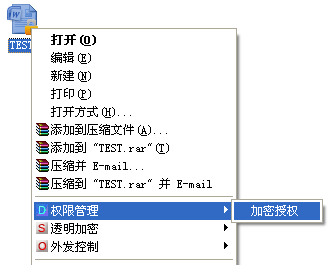 TEST
打开(O)
编辑(E)
新建(N)
打印(P)
打开方式(H)...
添加到压缩文件(A)...
添加到 "TEST.rar"(T)
压缩并 E-mail...
压缩到 "TEST.rar" 并 E-mail
D 权限管理 加密授权
S 透明加密
O 外发控制